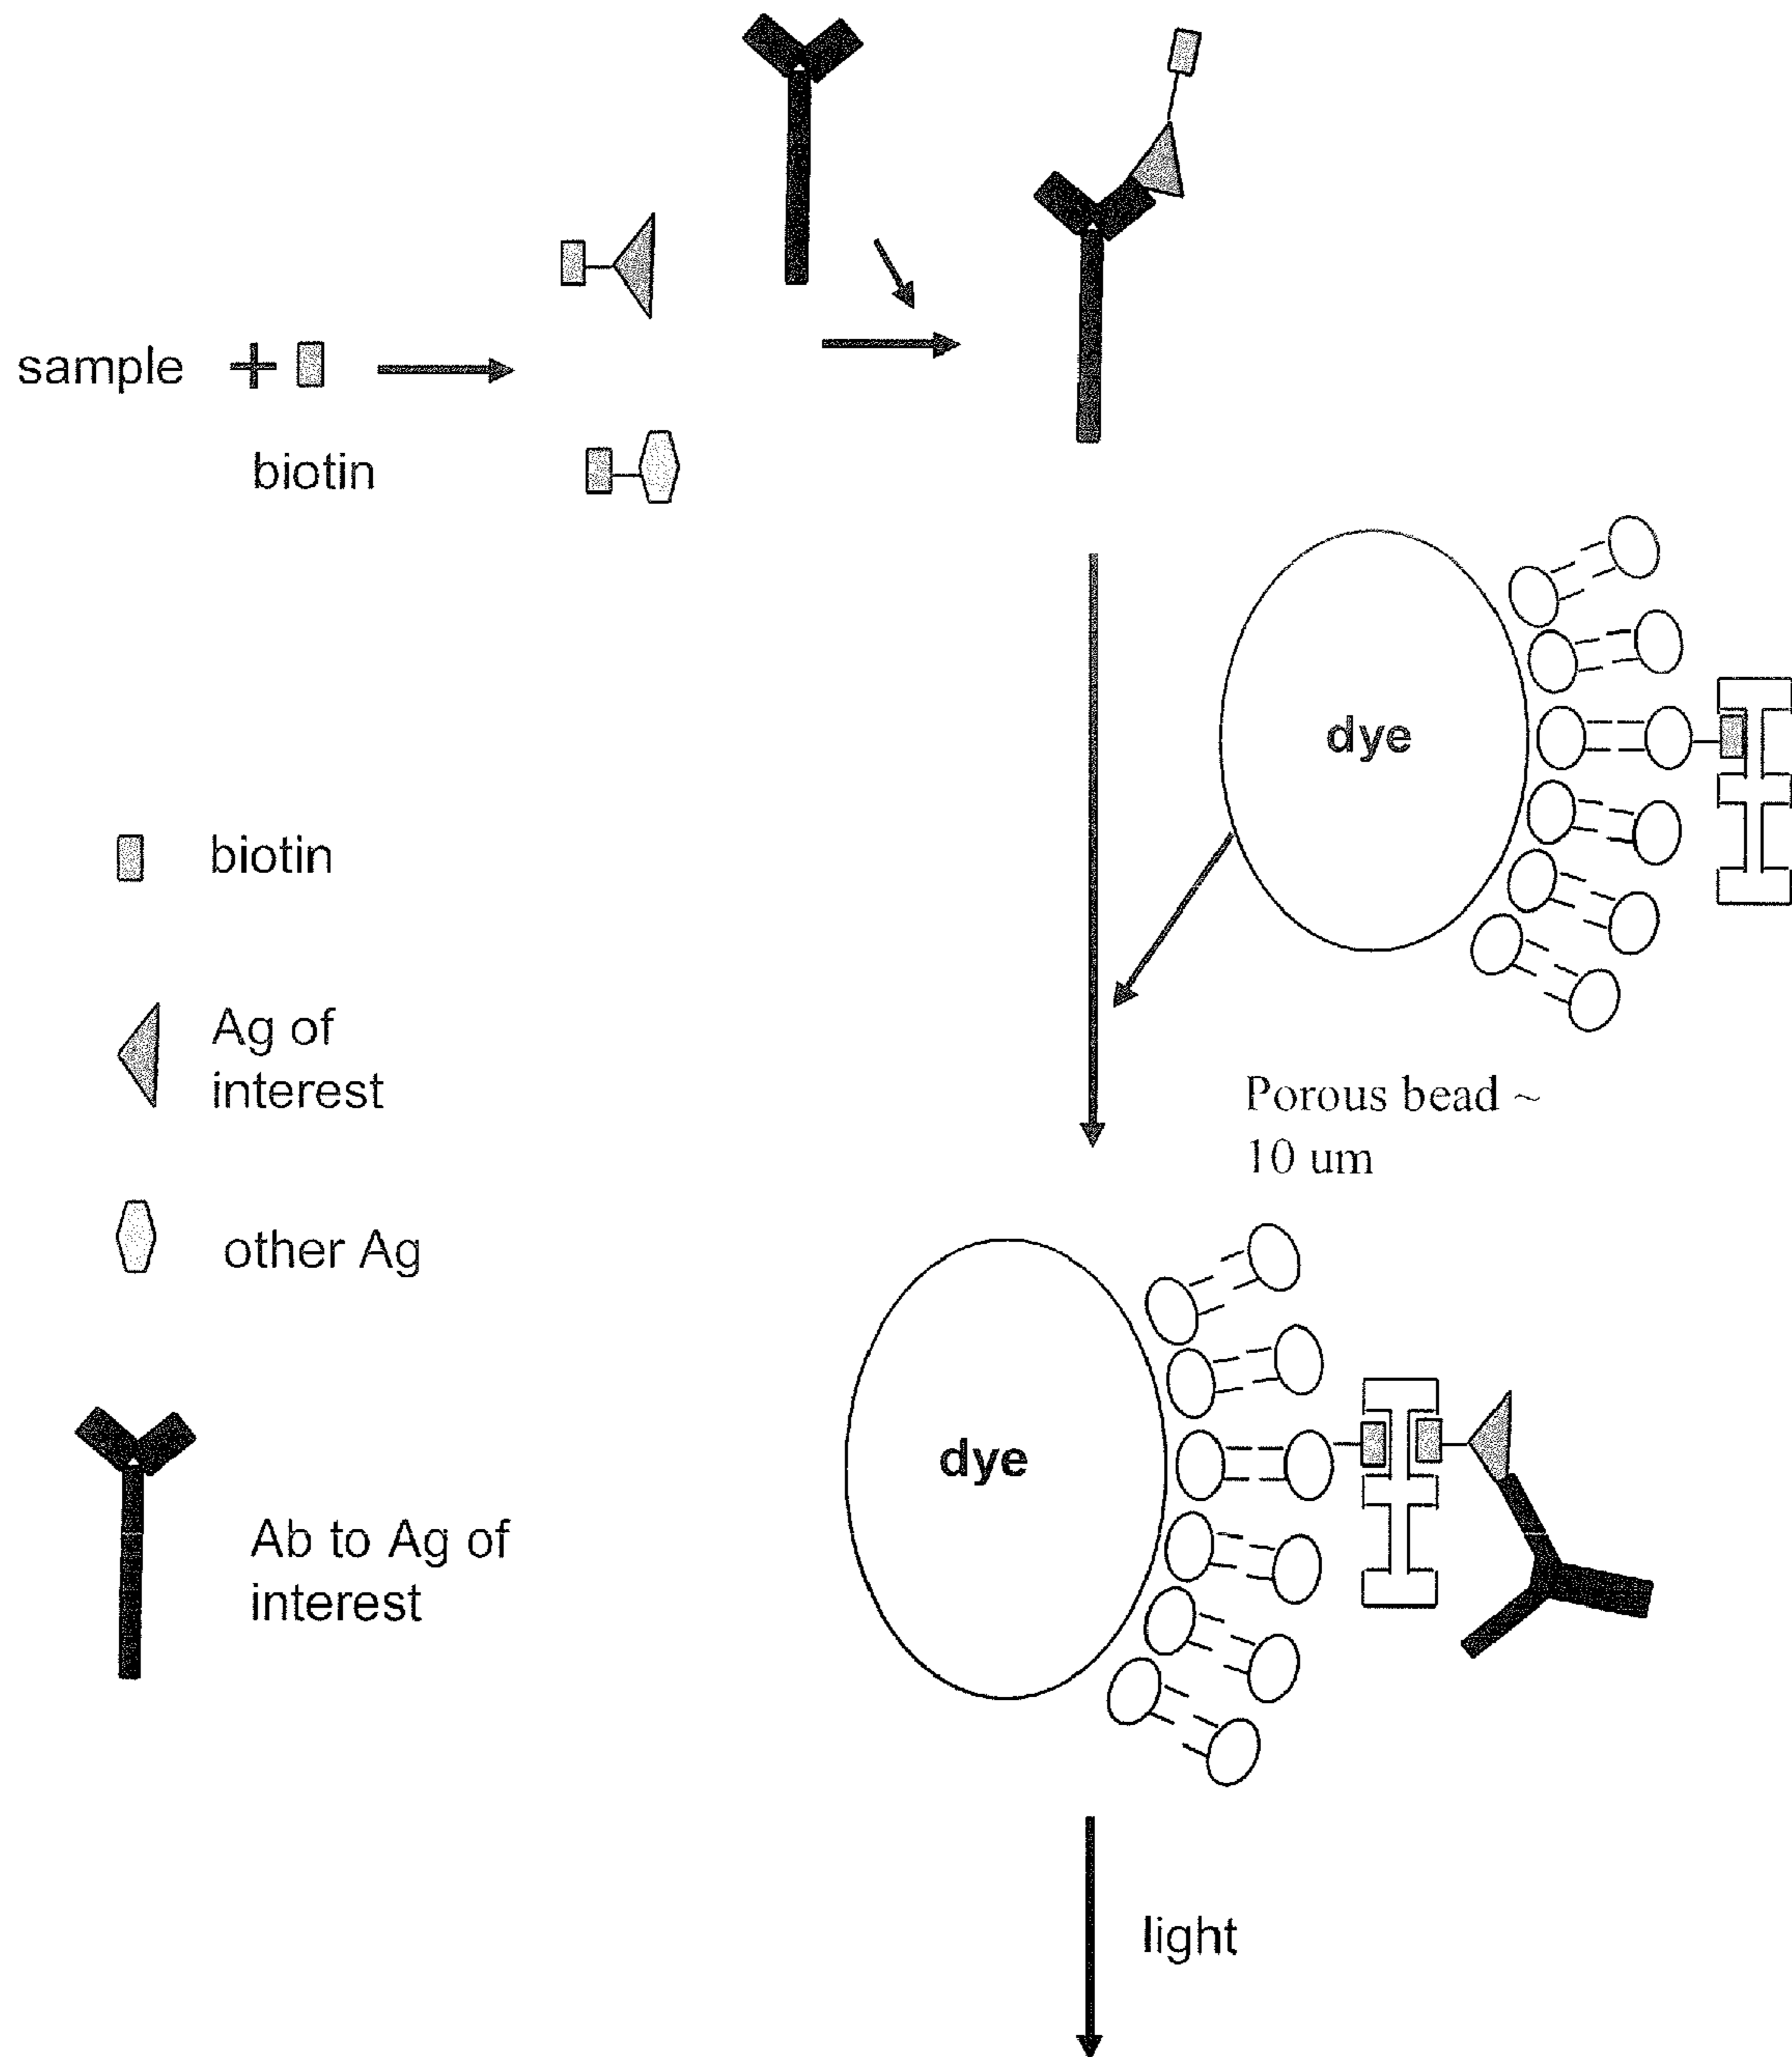 sample +
biotin
dye
biotin
Ag of
interest
Porous bead ~
10 um
other Ag
dye
Ab to Ag of
interest
light